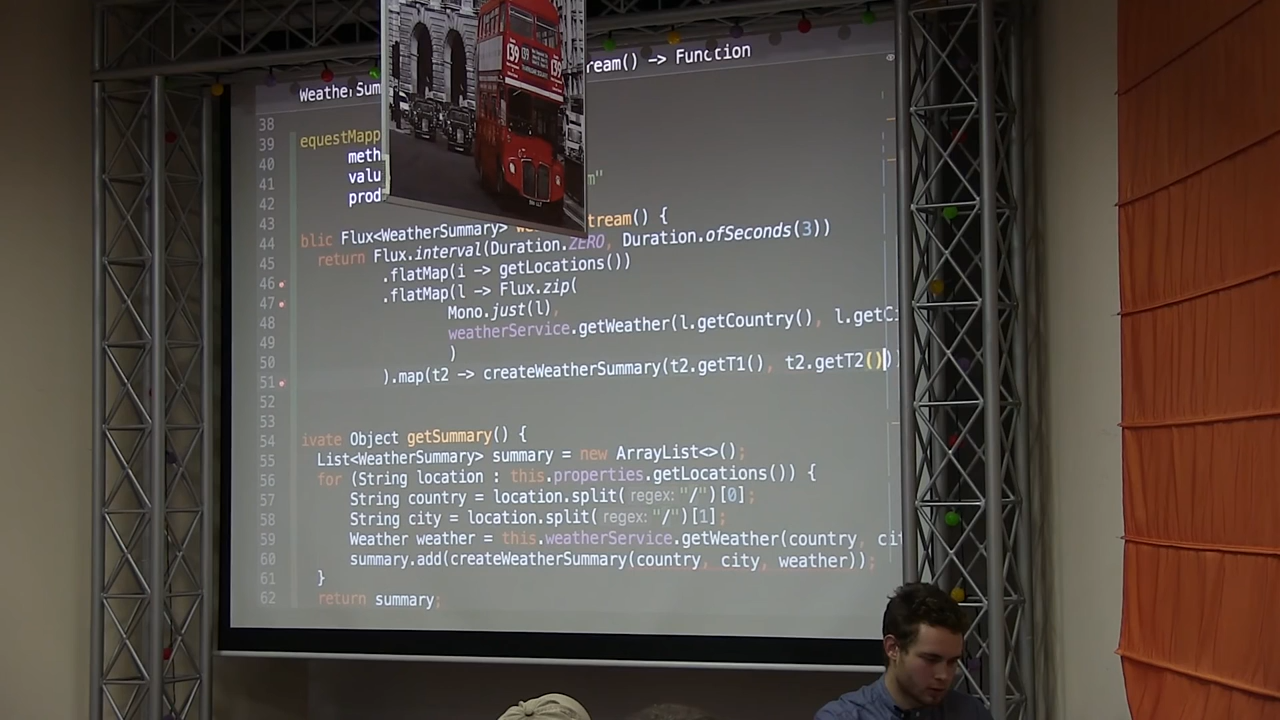 ream() -> Function
139 139 139
38
39 equestMapp
40 meth
41 valu m"
42 prod
43
44 blic Flux<WeatherSummary> tream() {
45 return Flux.interval(Duration.ZERO, Duration.ofSeconds(3))
46 .flatMap(i -> getLocations())
47 .flatMap(l -> Flux.zip(
48 Mono.just(l),
49 weatherService.getWeather(l.getCountry(), l.getCi
50 )
51 ).map(t2 -> createWeatherSummary(t2.getT1(), t2.getT2()))
52
53
54 ivate Object getSummary() {
55 List<WeatherSummary> summary = new ArrayList<>();
56 for (String location : this.properties.getLocations()) {
57 String country = location.split( regex: "/")[0];
58 String city = location.split( regex: "/")[1];
59 Weather weather = this.weatherService.getWeather(country, cit
60 summary.add(createWeatherSummary(country, city, weather));
61 }
62 return summary;